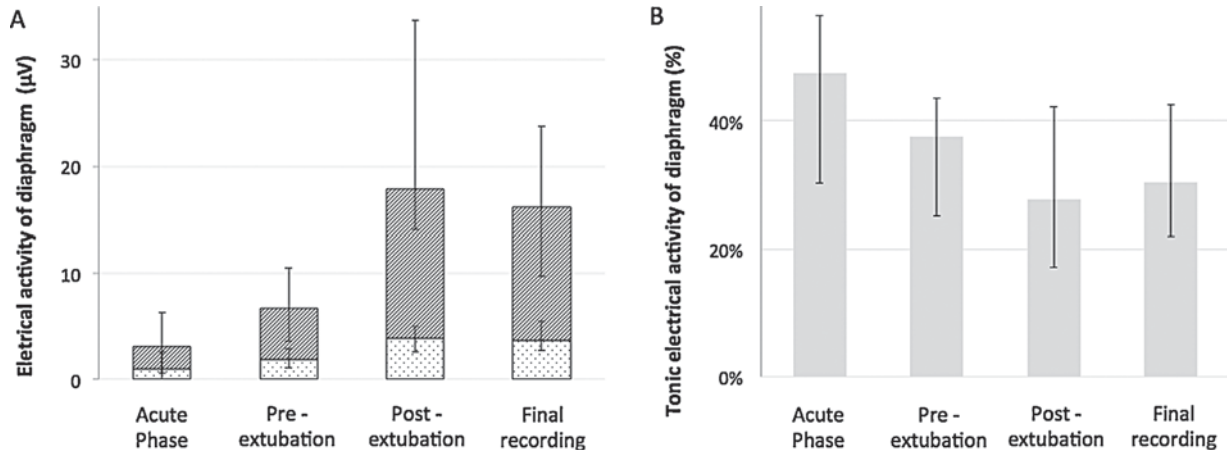 A
Eletrical activity of diaphragm (μV)
30
20
10
0
Acute
Phase
Pre -
extubation
Post -
extubation
Final
recording
B
Tonic electrical activity of diaphragm (%)
40%
20%
0%
Acute
Phase
Pre -
extubation
Post -
extubation
Final
recording